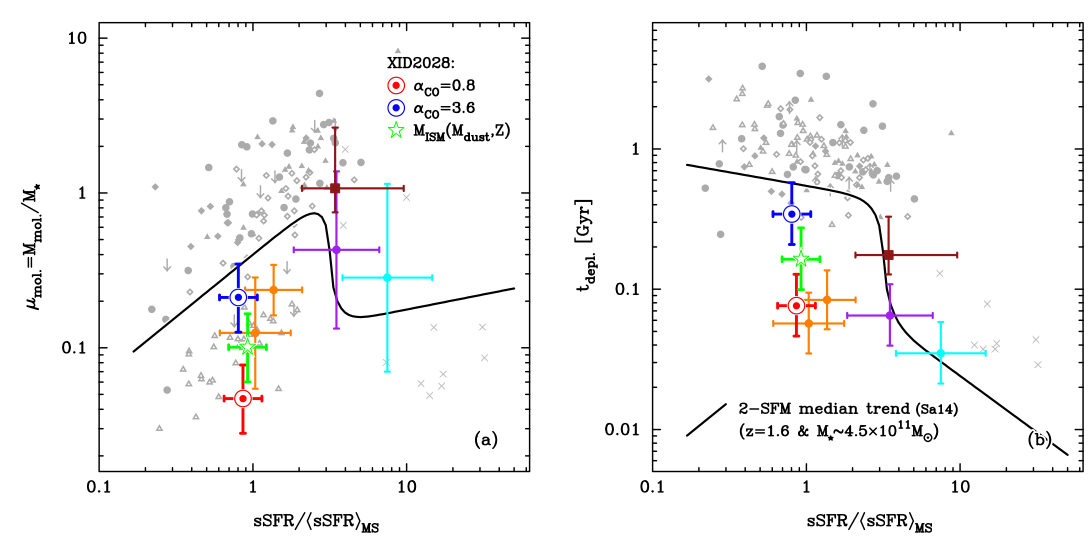 10
1
0.1
μmol.=Mmol./M⋆
XID2028:
αCO=0.8
αCO=3.6
MISM(Mdust,Z)
(a)
0.1
1
10
sSFR/⟨sSFR⟩MS
1
0.1
0.01
tdepl. [Gyr]
2-SFM median trend (Sa14)
(z=1.6 & M⋆~4.5×10¹¹M⊙)
(b)
0.1
1
10
sSFR/⟨sSFR⟩MS